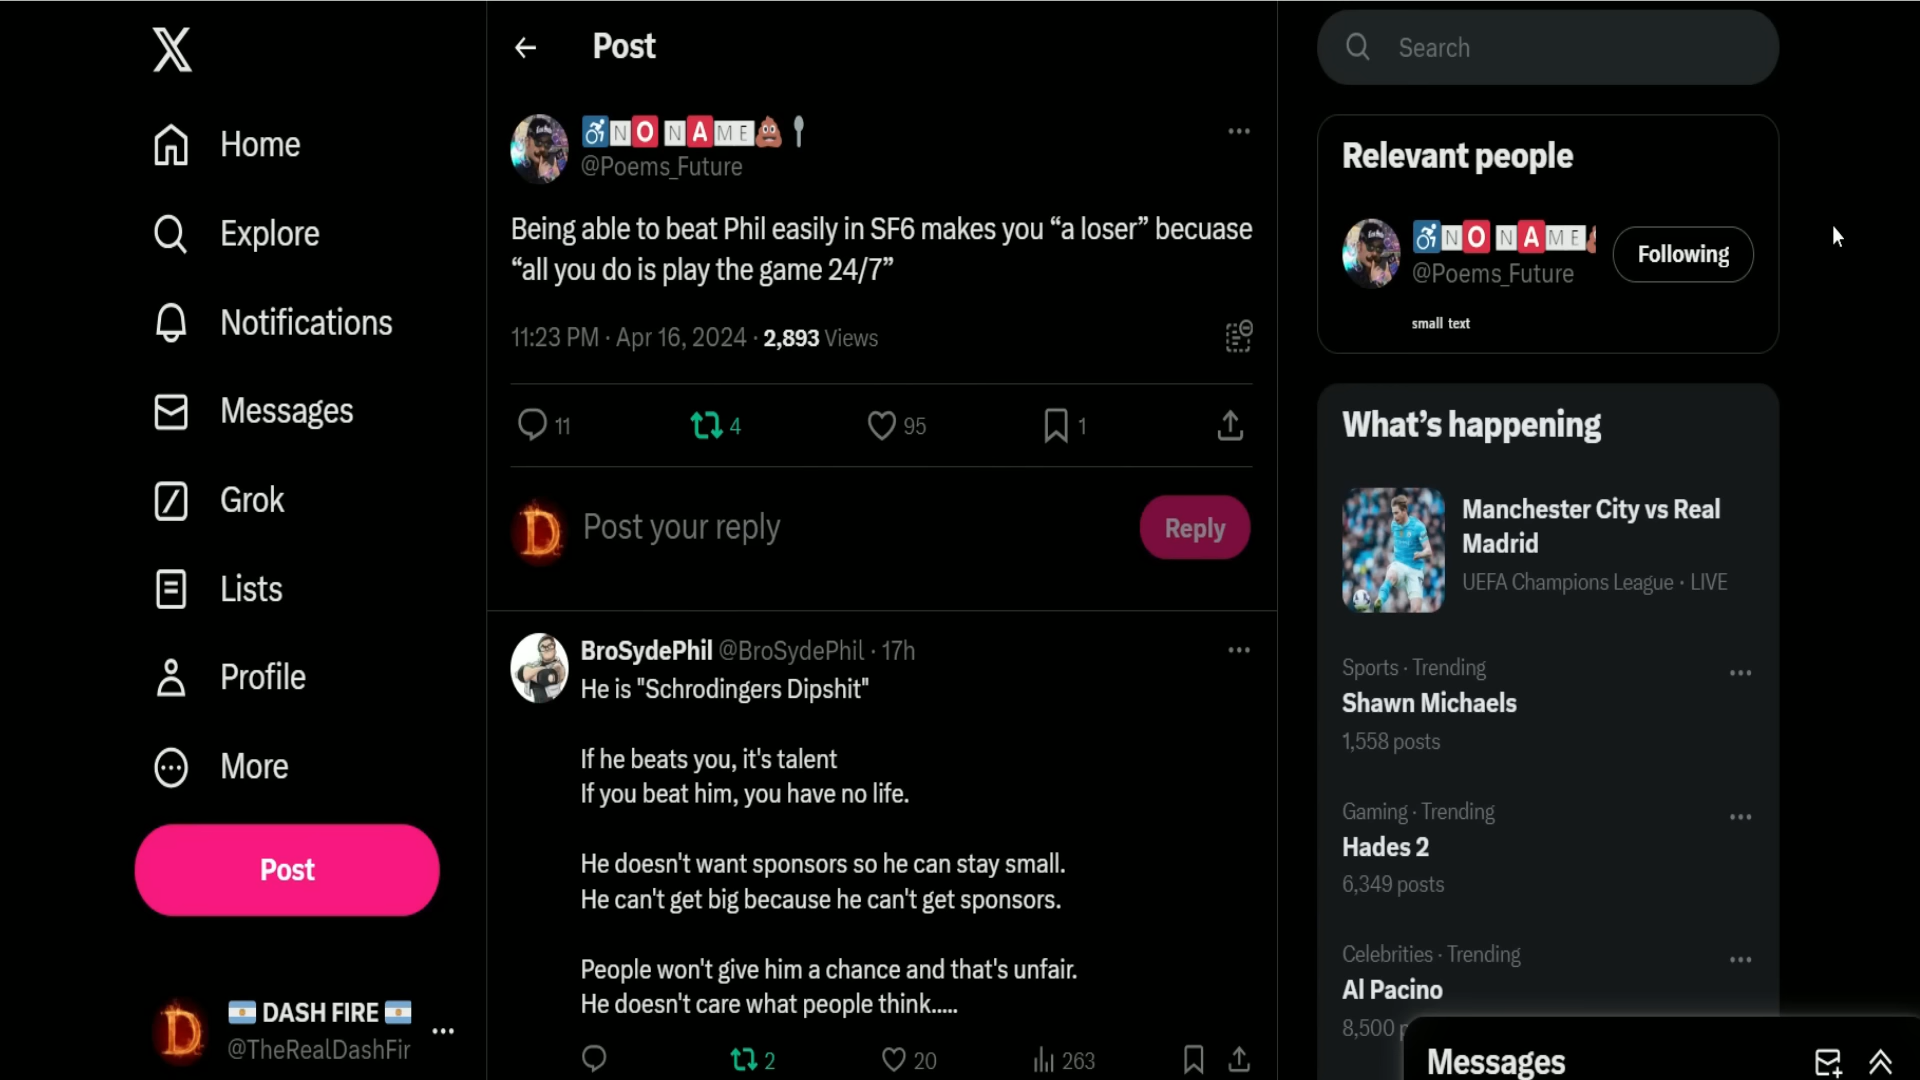 Home
Explore
Notifications
Messages
Grok
Lists
Profile
More
Post
🇦🇷 DASH FIRE 🇦🇷
@TheRealDashFir
Post
♿🄽🅾 🄽🅰🄼🄴💩🥄
@Poems_Future
Being able to beat Phil easily in SF6 makes you “a loser” becuase
“all you do is play the game 24/7”
11:23 PM · Apr 16, 2024 · 2,893 Views
11 4 95 1
Post your reply
Reply
BroSydePhil @BroSydePhil · 17h
He is "Schrodingers Dipshit"
If he beats you, it's talent
If you beat him, you have no life.
He doesn't want sponsors so he can stay small.
He can't get big because he can't get sponsors.
People won't give him a chance and that's unfair.
He doesn't care what people think.....
2 20 263
Search
Relevant people
♿🄽🅾 🄽🅰🄼🄴
@Poems_Future
Following
small text
What’s happening
Manchester City vs Real
Madrid
UEFA Champions League · LIVE
Sports · Trending
Shawn Michaels
1,558 posts
Gaming · Trending
Hades 2
6,349 posts
Celebrities · Trending
Al Pacino
8,500
Messages